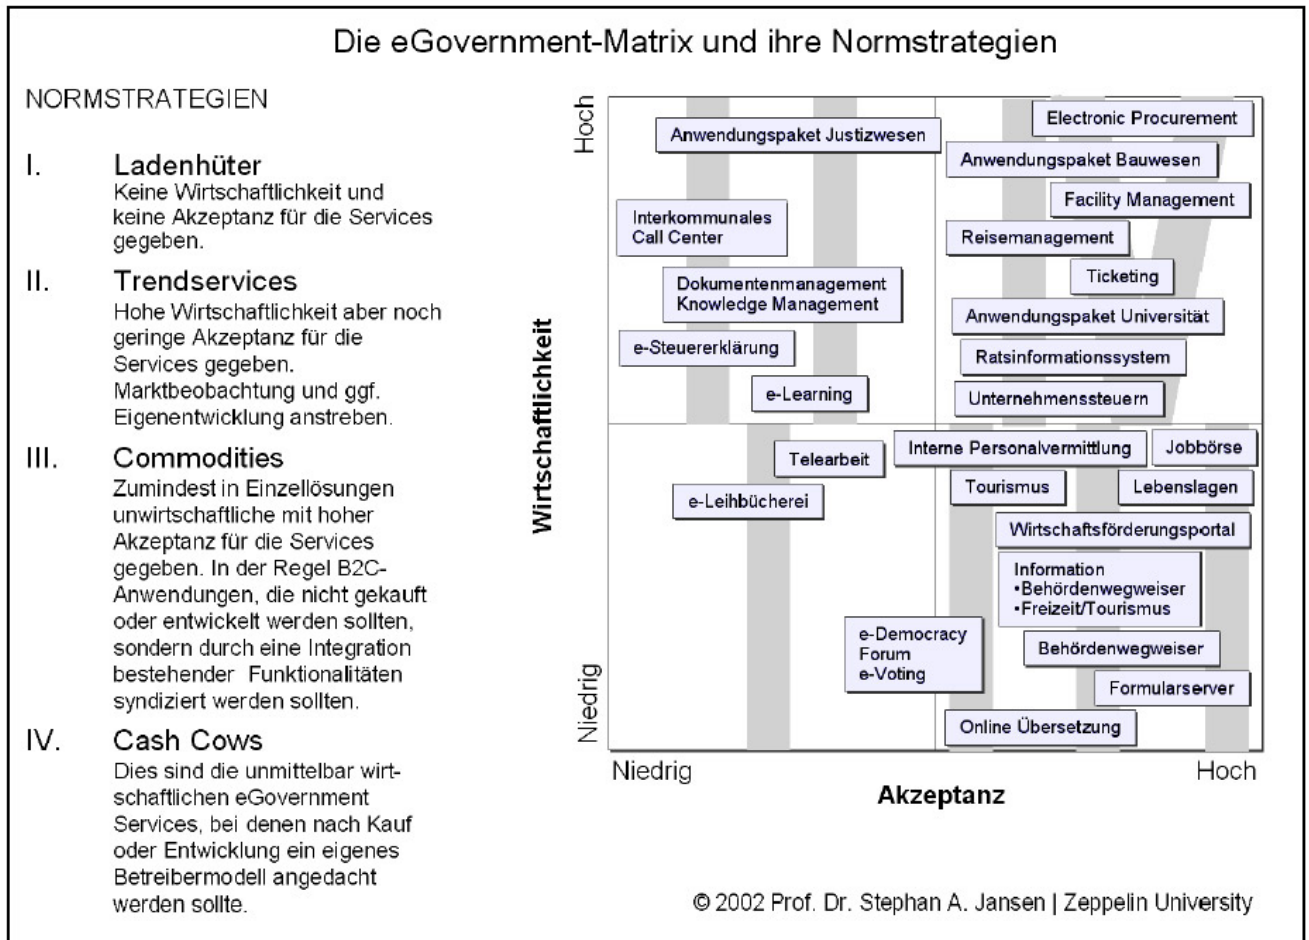 Die eGovernment-Matrix und ihre Normstrategien
NORMSTRATEGIEN
I. Ladenhüter
Keine Wirtschaftlichkeit und
keine Akzeptanz für die Services
gegeben.
II. Trendservices
Hohe Wirtschaftlichkeit aber noch
geringe Akzeptanz für die
Services gegeben.
Marktbeobachtung und ggf.
Eigenentwicklung anstreben.
III. Commodities
Zumindest in Einzellösungen
unwirtschaftliche mit hoher
Akzeptanz für die Services
gegeben. In der Regel B2C-
Anwendungen, die nicht gekauft
oder entwickelt werden sollten,
sondern durch eine Integration
bestehender Funktionalitäten
syndiziert werden sollten.
IV. Cash Cows
Dies sind die unmittelbar wirt-
schaftlichen eGovernment
Services, bei denen nach Kauf
oder Entwicklung ein eigenes
Betreibermodell angedacht
werden sollte.
Wirtschaftlichkeit
Hoch
Niedrig
Anwendungspaket Justizwesen
Interkommunales
Call Center
Dokumentenmanagement
Knowledge Management
e-Steuererklärung
e-Learning
Electronic Procurement
Anwendungspaket Bauwesen
Facility Management
Reisemanagement
Ticketing
Anwendungspaket Universität
Ratsinformationssystem
Unternehmenssteuern
Telearbeit
e-Leihbücherei
Interne Personalvermittlung
Jobbörse
Tourismus
Lebenslagen
Wirtschaftsförderungsportal
Information
•Behördenwegweiser
•Freizeit/Tourismus
e-Democracy
Forum
e-Voting
Behördenwegweiser
Formularserver
Online Übersetzung
Niedrig
Hoch
Akzeptanz
© 2002 Prof. Dr. Stephan A. Jansen | Zeppelin University